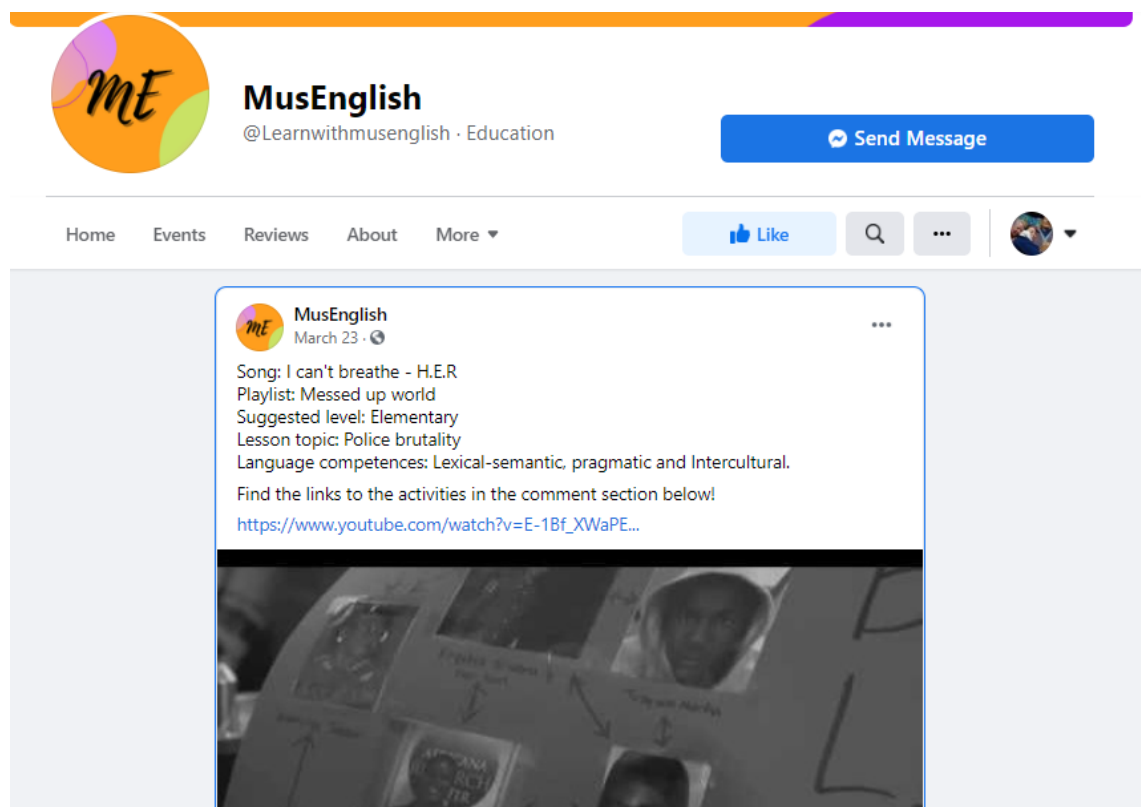 ME
MusEnglish
@Learnwithmusenglish · Education
Send Message
Home Events Reviews About More
Like
ME
MusEnglish
March 23 ·
Song: I can't breathe - H.E.R
Playlist: Messed up world
Suggested level: Elementary
Lesson topic: Police brutality
Language competences: Lexical-semantic, pragmatic and Intercultural.
Find the links to the activities in the comment section below!
https://www.youtube.com/watch?v=E-1Bf_XWaPE...